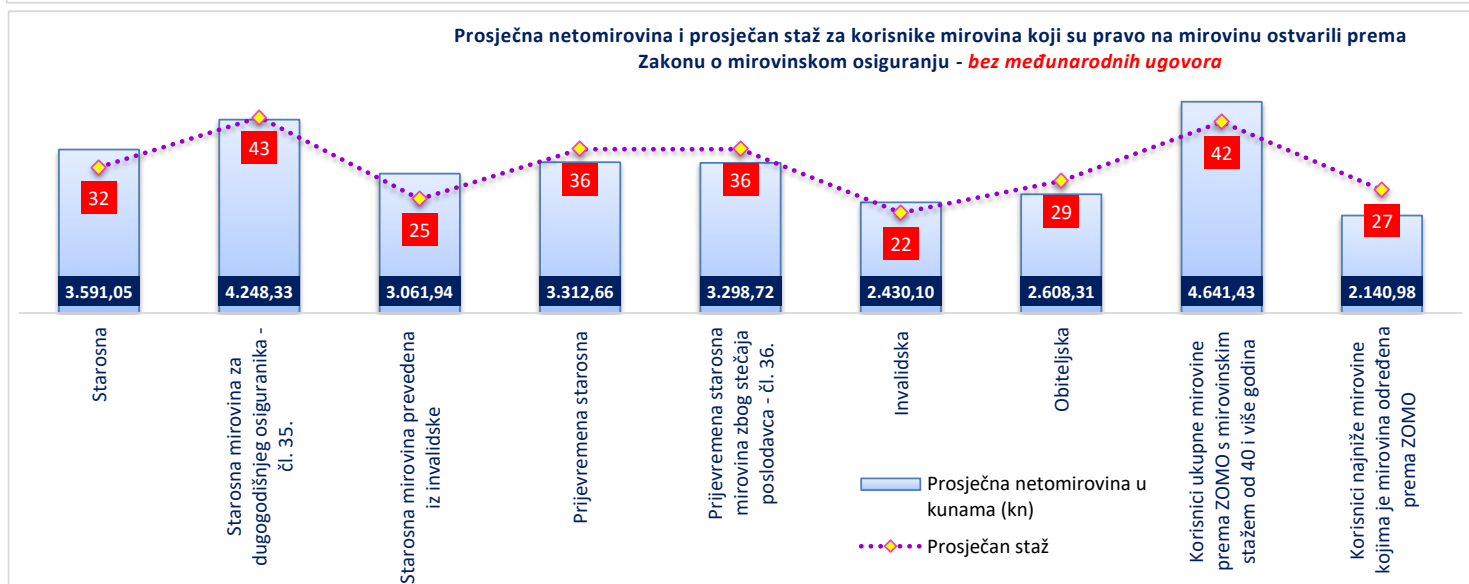 Prosječna netomirovina i prosječan staž za korisnike mirovina koji su pravo na mirovinu ostvarili prema
Zakonu o mirovinskom osiguranju - bez međunarodnih ugovora
32
43
25
36
36
22
29
42
27
3.591,05
4.248,33
3.061,94
3.312,66
3.298,72
2.430,10
2.608,31
4.641,43
2.140,98
Starosna
Starosna mirovina za
dugogodišnjeg osiguranika -
čl. 35.
Starosna mirovina prevedena
iz invalidske
Prijevremena starosna
Prijevremena starosna
mirovina zbog stečaja
poslodavca - čl. 36.
Invalidska
Obiteljska
Korisnici ukupne mirovine
prema ZOMO s mirovinskim
stažem od 40 i više godina
Korisnici najniže mirovine
kojima je mirovina određena
prema ZOMO
Prosječna netomirovina u
kunama (kn)
Prosječan staž